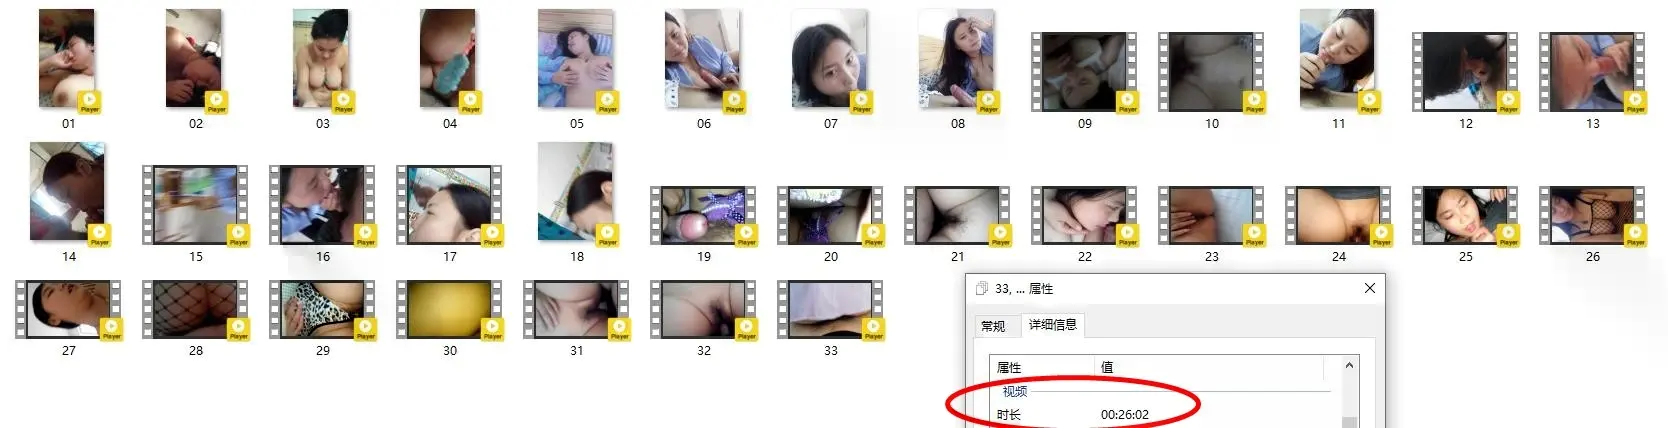 Player Player Player Player Player Player Player Player Player Player Player Player Player
01 02 03 04 05 06 07 08 09 10 11 12 13
Player Player Player Player Player Player Player Player Player Player Player Player Player
14 15 16 17 18 19 20 21 22 23 24 25 26
Player Player Player Player Player Player Player
27 28 29 30 31 32 33
33, ... 属性
常规 详细信息
属性 值
视频
时长 00:26:02